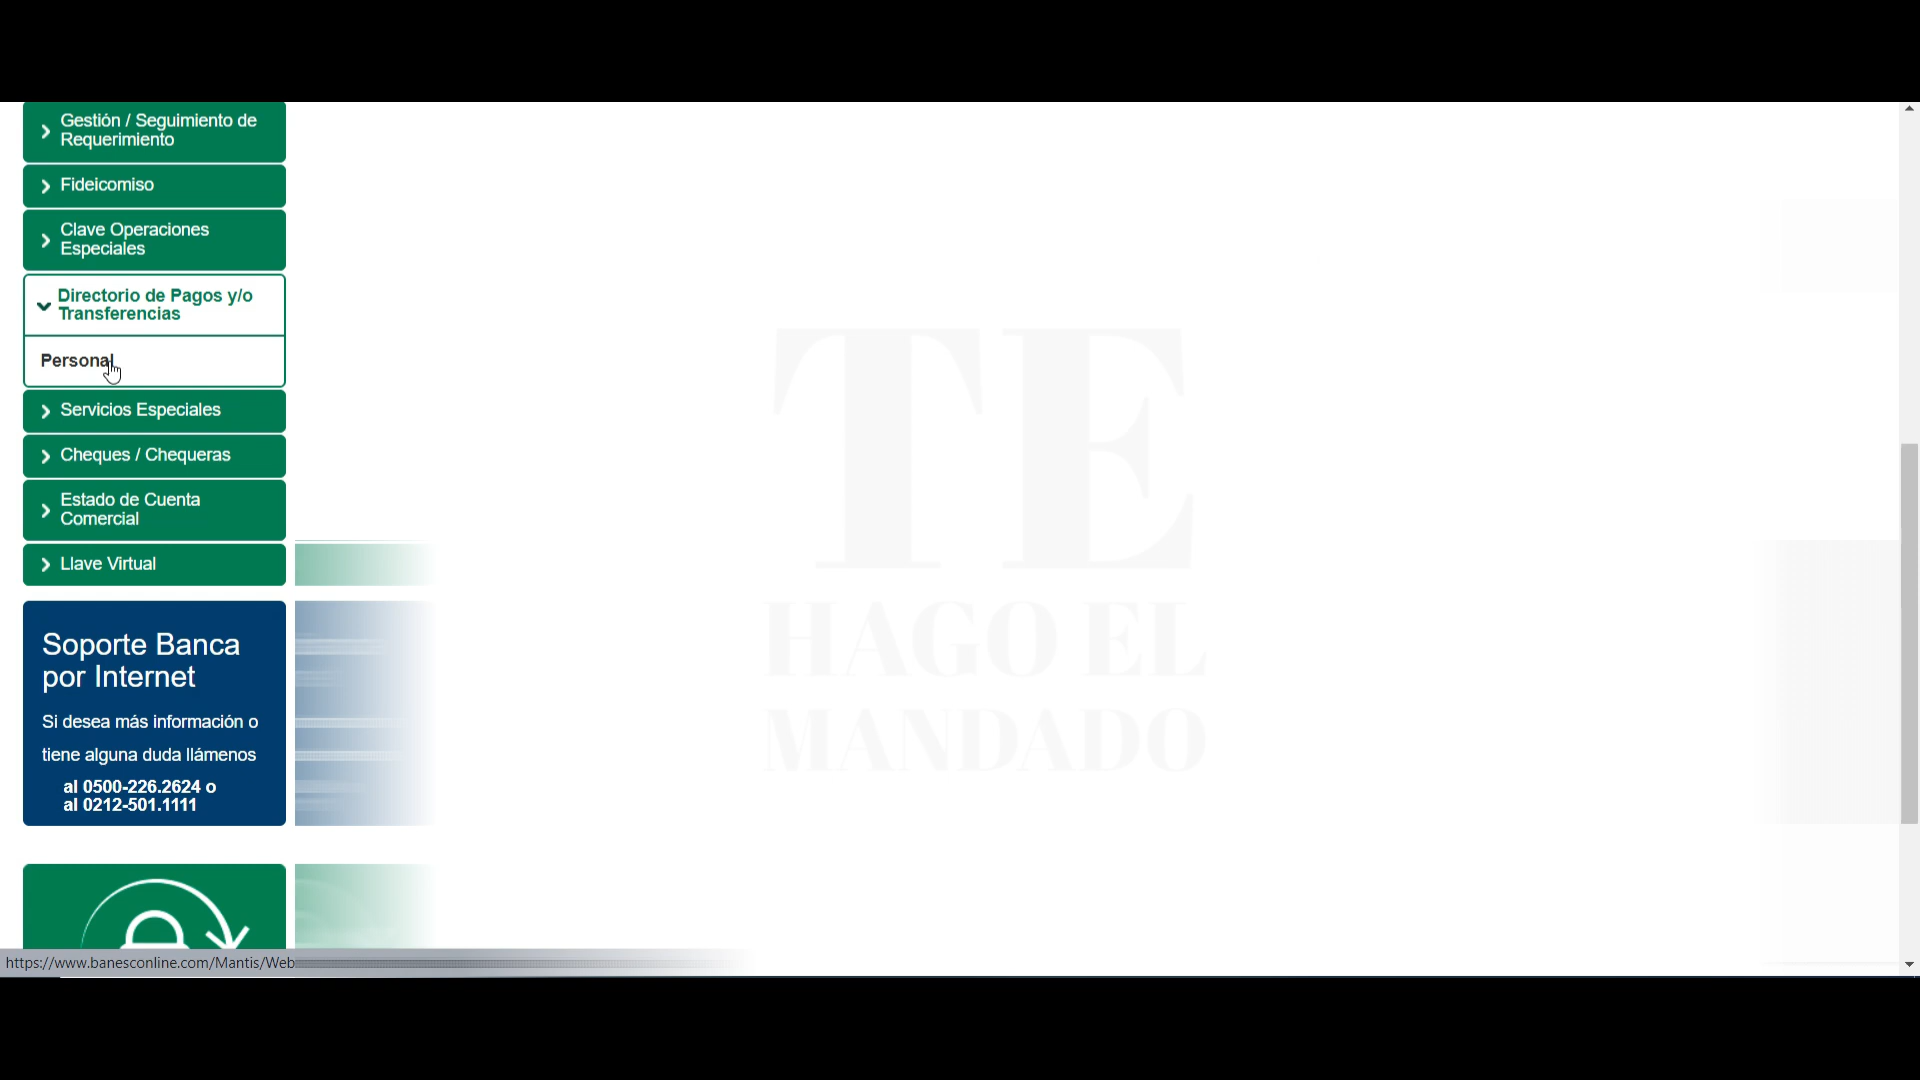 Gestión / Seguimiento de
Requerimiento
Fideicomiso
Clave Operaciones
Especiales
Directorio de Pagos y/o
Transferencias
Personal
Servicios Especiales
Cheques / Chequeras
Estado de Cuenta
Comercial
Llave Virtual
Soporte Banca
por Internet
Si desea más información o
tiene alguna duda llámenos
al 0500-226.2624 o
al 0212-501.1111
https://www.banesconline.com/Mantis/Web
TE
HAGO EL
MANDADO